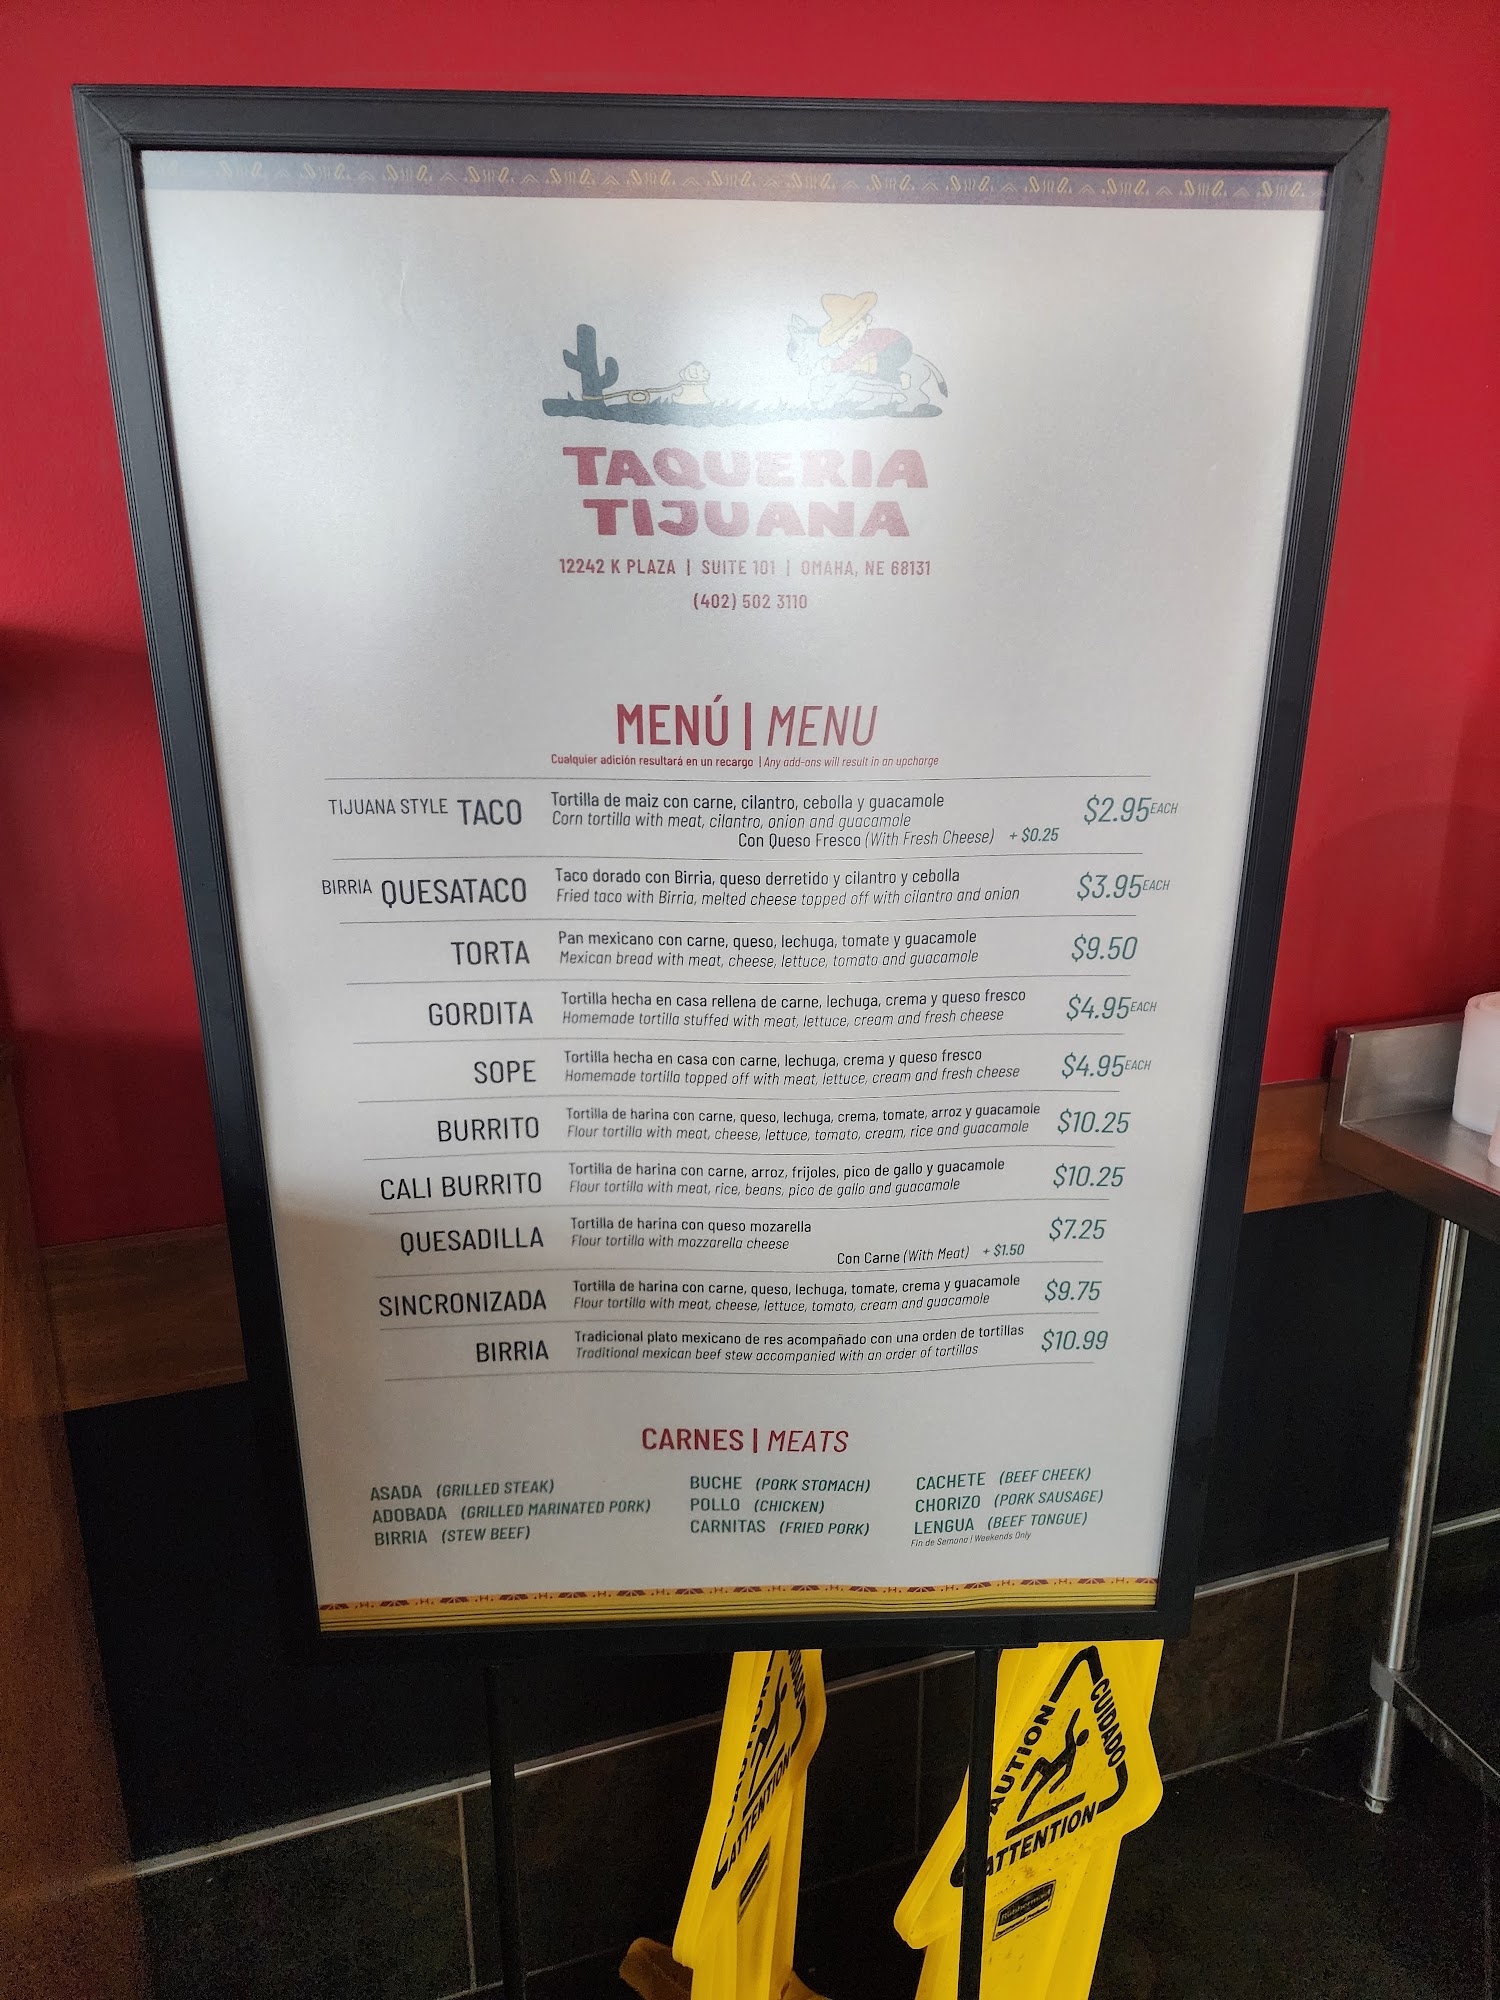 TAQUERIA
TIJUANA
12242 K PLAZA | SUITE 101 | OMAHA, NE 68131
(402) 502 3110
MENÚ | MENU
Cualquier adición resultará en un recargo | Any add-ons will result in an upcharge
TIJUANA STYLE TACO
Tortilla de maiz con carne, cilantro, cebolla y guacamole
Corn tortilla with meat, cilantro, onion and guacamole
Con Queso Fresco (With Fresh Cheese) + $0.25
$2.95 EACH
BIRRIA QUESATACO
Taco dorado con Birria, queso derretido y cilantro y cebolla
Fried taco with Birria, melted cheese topped off with cilantro and onion
$3.95 EACH
TORTA
Pan mexicano con carne, queso, lechuga, tomate y guacamole
Mexican bread with meat, cheese, lettuce, tomato and guacamole
$9.50
GORDITA
Tortilla hecha en casa rellena de carne, lechuga, crema y queso fresco
Homemade tortilla stuffed with meat, lettuce, cream and fresh cheese
$4.95 EACH
SOPE
Tortilla hecha en casa con carne, lechuga, crema y queso fresco
Homemade tortilla topped off with meat, lettuce, cream and fresh cheese
$4.95 EACH
BURRITO
Tortilla de harina con carne, queso, lechuga, crema, tomate, arroz y guacamole
Flour tortilla with meat, cheese, lettuce, tomato, cream, rice and guacamole
$10.25
CALI BURRITO
Tortilla de harina con carne, arroz, frijoles, pico de gallo y guacamole
Flour tortilla with meat, rice, beans, pico de gallo and guacamole
$10.25
QUESADILLA
Tortilla de harina con queso mozarella
Flour tortilla with mozzarella cheese
Con Carne (With Meat) + $1.50
$7.25
SINCRONIZADA
Tortilla de harina con carne, queso, lechuga, tomate, crema y guacamole
Flour tortilla with meat, cheese, lettuce, tomato, cream and guacamole
$9.75
BIRRIA
Tradicional plato mexicano de res acompañado con una orden de tortillas
Traditional mexican beef stew accompanied with an order of tortillas
$10.99
CARNES | MEATS
ASADA (GRILLED STEAK)
ADOBADA (GRILLED MARINATED PORK)
BIRRIA (STEW BEEF)
BUCHE (PORK STOMACH)
POLLO (CHICKEN)
CARNITAS (FRIED PORK)
CACHETE (BEEF CHEEK)
CHORIZO (PORK SAUSAGE)
LENGUA (BEEF TONGUE)
Fin de Semana | Weekends Only
ATTENTION
CUIDADO
AUTION
ATTENTION
Rubbermaid